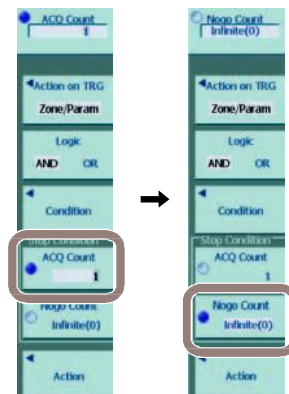 ACQ Count
1
Action on TRG
Zone/Param
Logic
AND OR
Condition
Stop Condition
ACQ Count
1
Nogo Count
Infinite(0)
Action
Nogo Count
Infinite(0)
Action on TRG
Zone/Param
Logic
AND OR
Condition
Stop Condition
ACQ Count
1
Nogo Count
Infinite(0)
Action